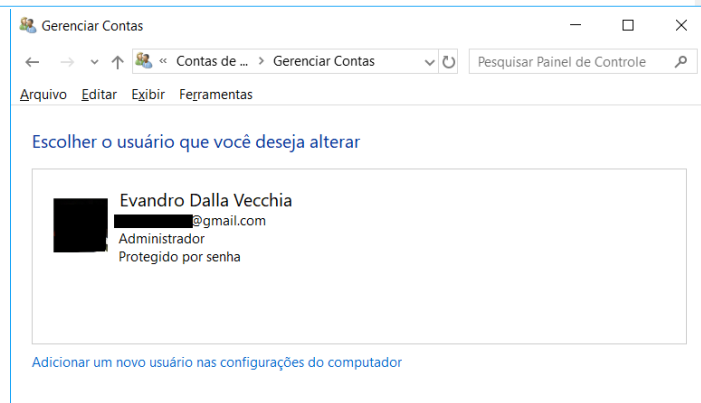 Gerenciar Contas
« Contas de ... > Gerenciar Contas Pesquisar Painel de Controle
Arquivo Editar Exibir Ferramentas
Escolher o usuário que você deseja alterar
Evandro Dalla Vecchia
@gmail.com
Administrador
Protegido por senha
Adicionar um novo usuário nas configurações do computador